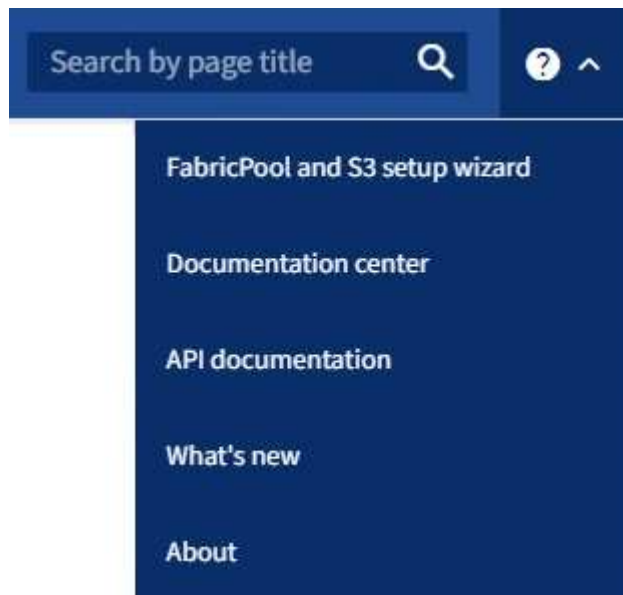 Search by page title
FabricPool and S3 setup wizard
Documentation center
API documentation
What's new
About